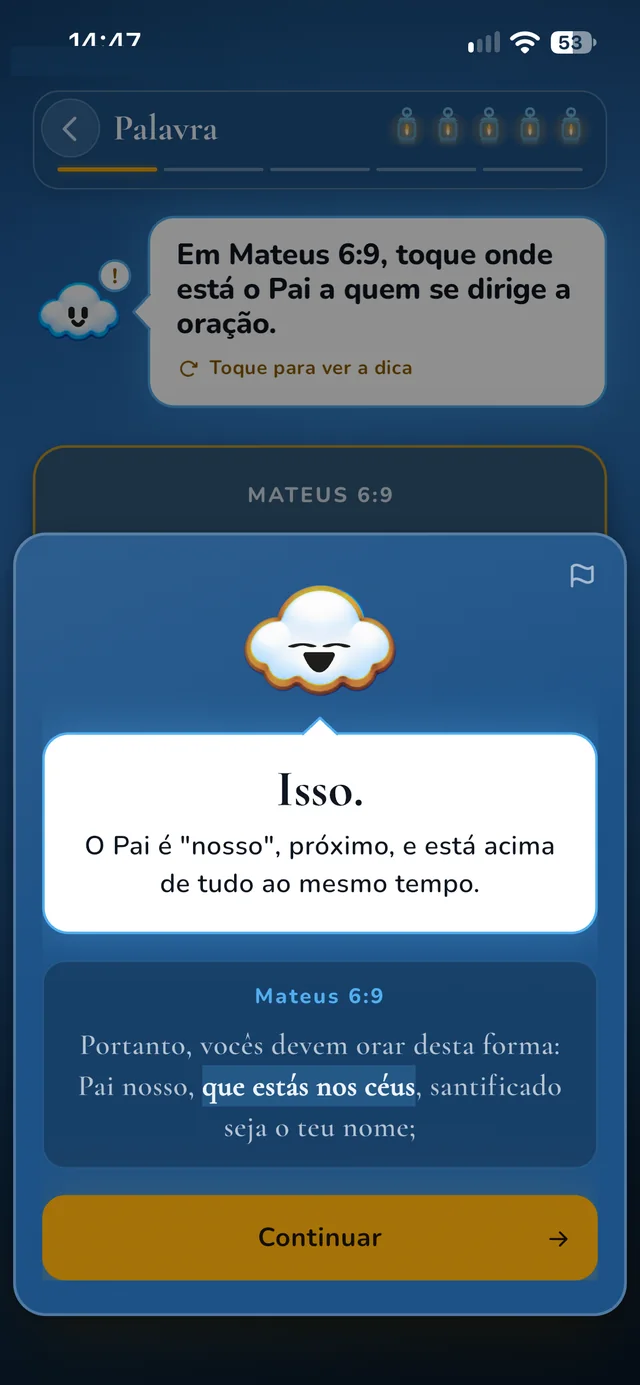 14:47
53
Palavra
!
Em Mateus 6:9, toque onde
está o Pai a quem se dirige a
oração.
Toque para ver a dica
MATEUS 6:9
Isso.
O Pai é "nosso", próximo, e está acima
de tudo ao mesmo tempo.
Mateus 6:9
Portanto, vocês devem orar desta forma:
Pai nosso, que estás nos céus, santificado
seja o teu nome;
Continuar →